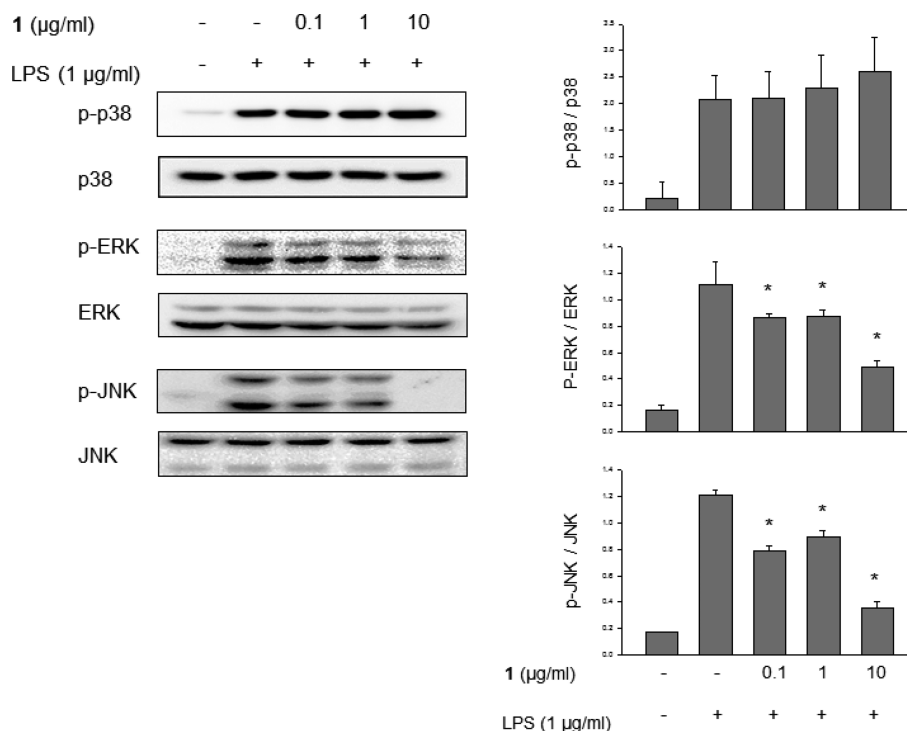 1 (μg/ml) - - 0.1 1 10
LPS (1 μg/ml) - + + + +
p-p38
p38
p-ERK
ERK
p-JNK
JNK
p-p38 / p38
3.5
3.0
2.5
2.0
1.5
1.0
0.5
0.0
P-ERK / ERK
1.4
1.2
1.0
0.8
0.6
0.4
0.2
0.0
* * *
p-JNK / JNK
1.4
1.2
1.0
0.8
0.6
0.4
0.2
0.0
* * *
1 (μg/ml) - - 0.1 1 10
LPS (1 μg/ml) - + + + +